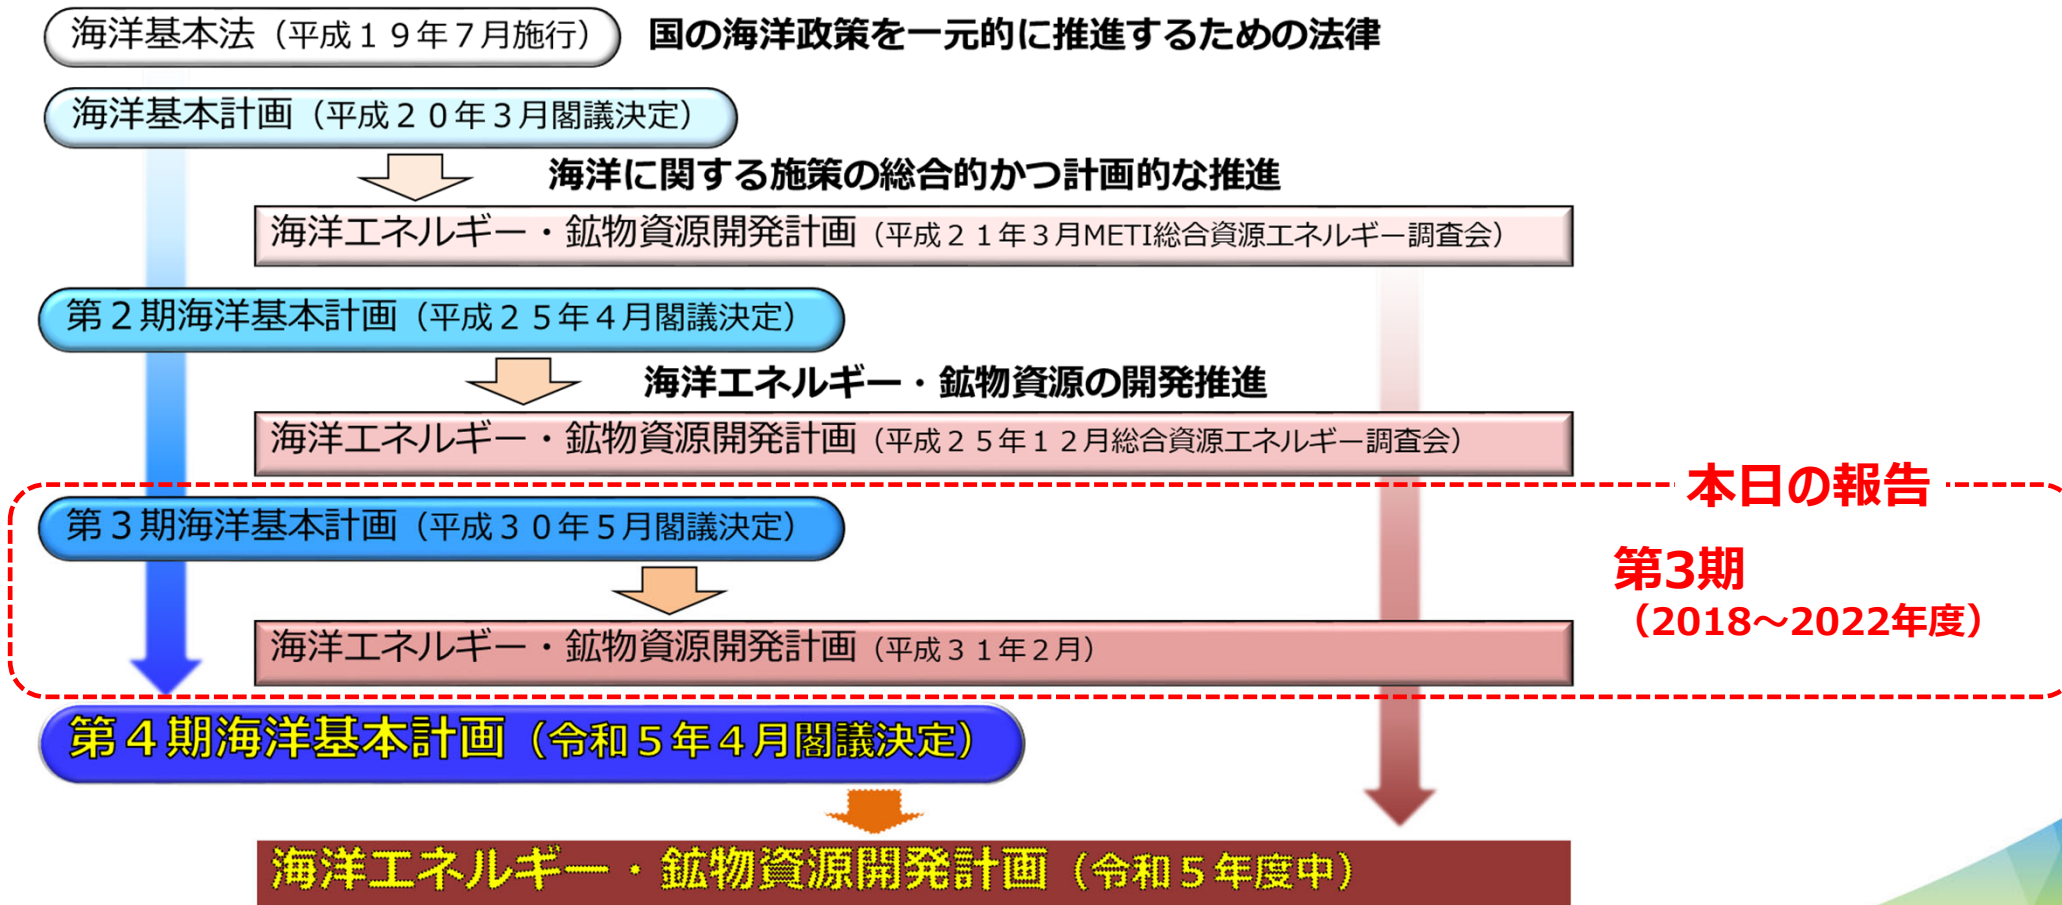 海洋基本法（平成１９年７月施行） 国の海洋政策を一元的に推進するための法律
海洋基本計画（平成２０年３月閣議決定）
海洋に関する施策の総合的かつ計画的な推進
海洋エネルギー・鉱物資源開発計画（平成２１年３月METI総合資源エネルギー調査会）
第２期海洋基本計画（平成２５年４月閣議決定）
海洋エネルギー・鉱物資源の開発推進
海洋エネルギー・鉱物資源開発計画（平成２５年１２月総合資源エネルギー調査会）
本日の報告
第３期海洋基本計画（平成３０年５月閣議決定）
第3期
（2018～2022年度）
海洋エネルギー・鉱物資源開発計画（平成３１年２月）
第４期海洋基本計画（令和５年４月閣議決定）
海洋エネルギー・鉱物資源開発計画（令和５年度中）